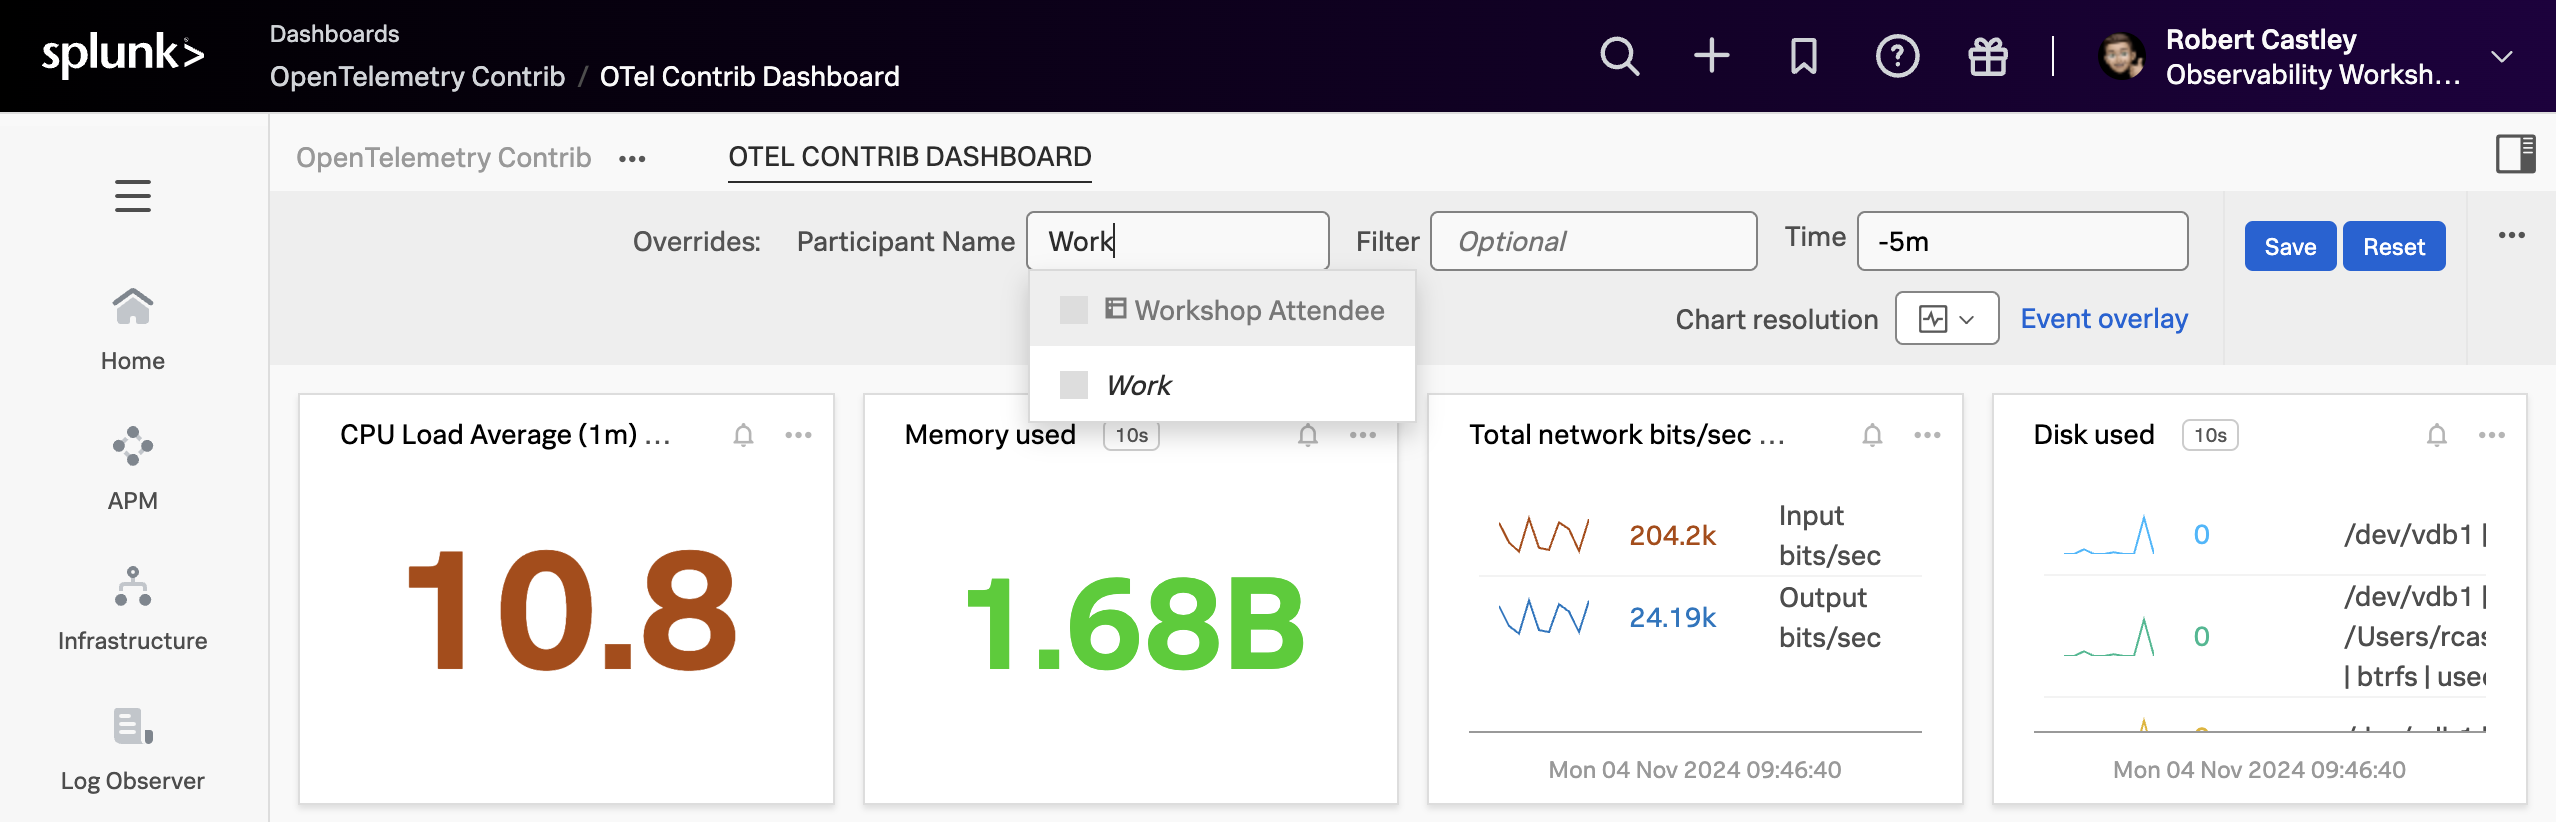 splunk>
Dashboards
OpenTelemetry Contrib / OTel Contrib Dashboard
Robert Castley
Observability Worksh...
OpenTelemetry Contrib ... OTEL CONTRIB DASHBOARD
Overrides: Participant Name Work Filter Optional Time -5m Save Reset
Workshop Attendee
Work
Chart resolution Event overlay
Home
APM
Infrastructure
Log Observer
CPU Load Average (1m) ...
10.8
Memory used 10s
1.68B
Total network bits/sec ...
204.2k Input bits/sec
24.19k Output bits/sec
Mon 04 Nov 2024 09:46:40
Disk used 10s
0 /dev/vdb1 |
0 /dev/vdb1 |
/Users/rcas
| btrfs | used
Mon 04 Nov 2024 09:46:40